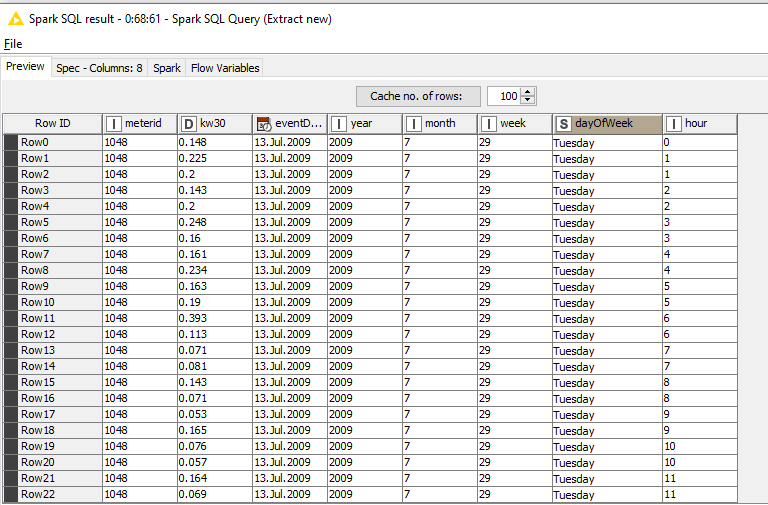 Spark SQL result - 0:68:61 - Spark SQL Query (Extract new)
File
Preview Spec - Columns: 8 Spark Flow Variables
Cache no. of rows: 100
Row ID I meterid D kw30 eventD... I year I month I week S dayOfWeek I hour
Row0 1048 0.148 13.Jul.2009 2009 7 29 Tuesday 0
Row1 1048 0.225 13.Jul.2009 2009 7 29 Tuesday 1
Row2 1048 0.2 13.Jul.2009 2009 7 29 Tuesday 1
Row3 1048 0.143 13.Jul.2009 2009 7 29 Tuesday 2
Row4 1048 0.2 13.Jul.2009 2009 7 29 Tuesday 2
Row5 1048 0.248 13.Jul.2009 2009 7 29 Tuesday 3
Row6 1048 0.16 13.Jul.2009 2009 7 29 Tuesday 3
Row7 1048 0.161 13.Jul.2009 2009 7 29 Tuesday 4
Row8 1048 0.234 13.Jul.2009 2009 7 29 Tuesday 4
Row9 1048 0.163 13.Jul.2009 2009 7 29 Tuesday 5
Row10 1048 0.19 13.Jul.2009 2009 7 29 Tuesday 5
Row11 1048 0.393 13.Jul.2009 2009 7 29 Tuesday 6
Row12 1048 0.113 13.Jul.2009 2009 7 29 Tuesday 6
Row13 1048 0.071 13.Jul.2009 2009 7 29 Tuesday 7
Row14 1048 0.081 13.Jul.2009 2009 7 29 Tuesday 7
Row15 1048 0.143 13.Jul.2009 2009 7 29 Tuesday 8
Row16 1048 0.071 13.Jul.2009 2009 7 29 Tuesday 8
Row17 1048 0.053 13.Jul.2009 2009 7 29 Tuesday 9
Row18 1048 0.165 13.Jul.2009 2009 7 29 Tuesday 9
Row19 1048 0.076 13.Jul.2009 2009 7 29 Tuesday 10
Row20 1048 0.057 13.Jul.2009 2009 7 29 Tuesday 10
Row21 1048 0.164 13.Jul.2009 2009 7 29 Tuesday 11
Row22 1048 0.069 13.Jul.2009 2009 7 29 Tuesday 11